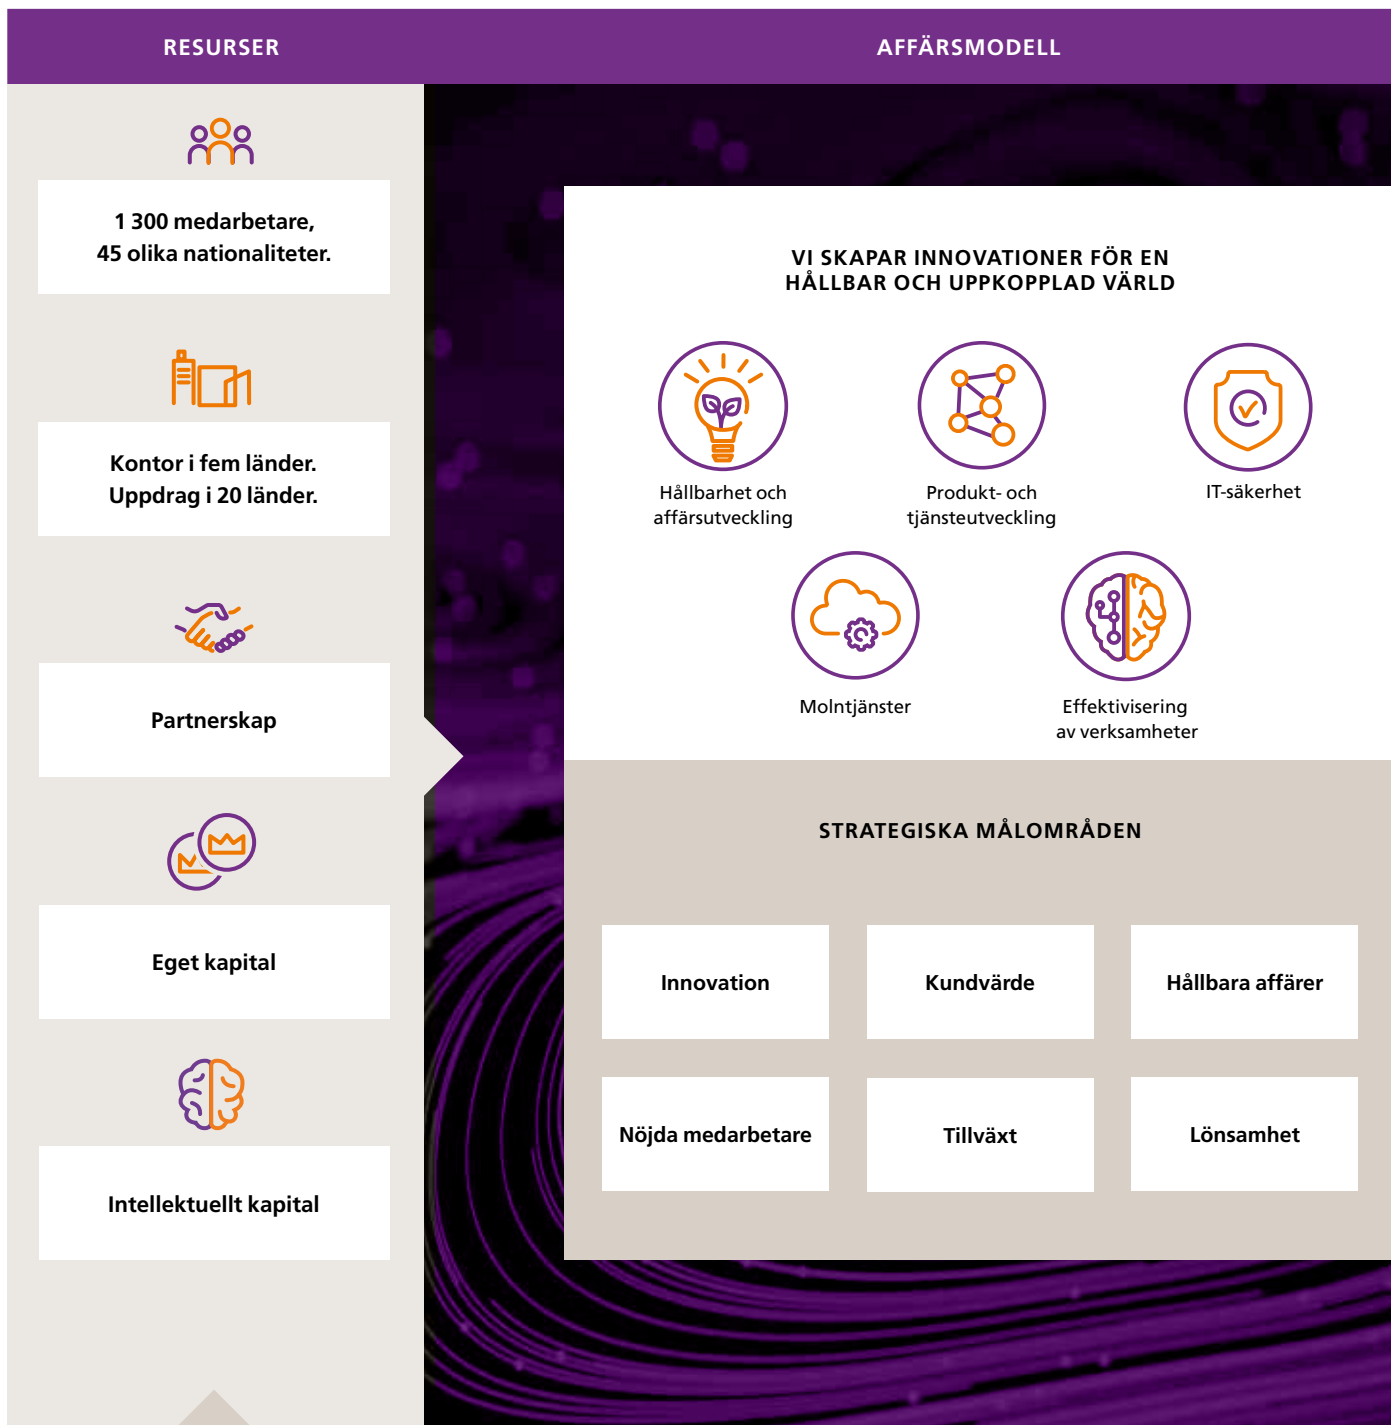 RESURSER
AFFÄRSMODELL
1 300 medarbetare,
45 olika nationaliteter.
Kontor i fem länder.
Uppdrag i 20 länder.
Partnerskap
Eget kapital
Intellektuellt kapital
VI SKAPAR INNOVATIONER FÖR EN
HÅLLBAR OCH UPPKOPPLAD VÄRLD
Hållbarhet och
affärsutveckling
Produkt- och
tjänsteutveckling
IT-säkerhet
Molntjänster
Effektivisering
av verksamheter
STRATEGISKA MÅLOMRÅDEN
Innovation
Kundvärde
Hållbara affärer
Nöjda medarbetare
Tillväxt
Lönsamhet